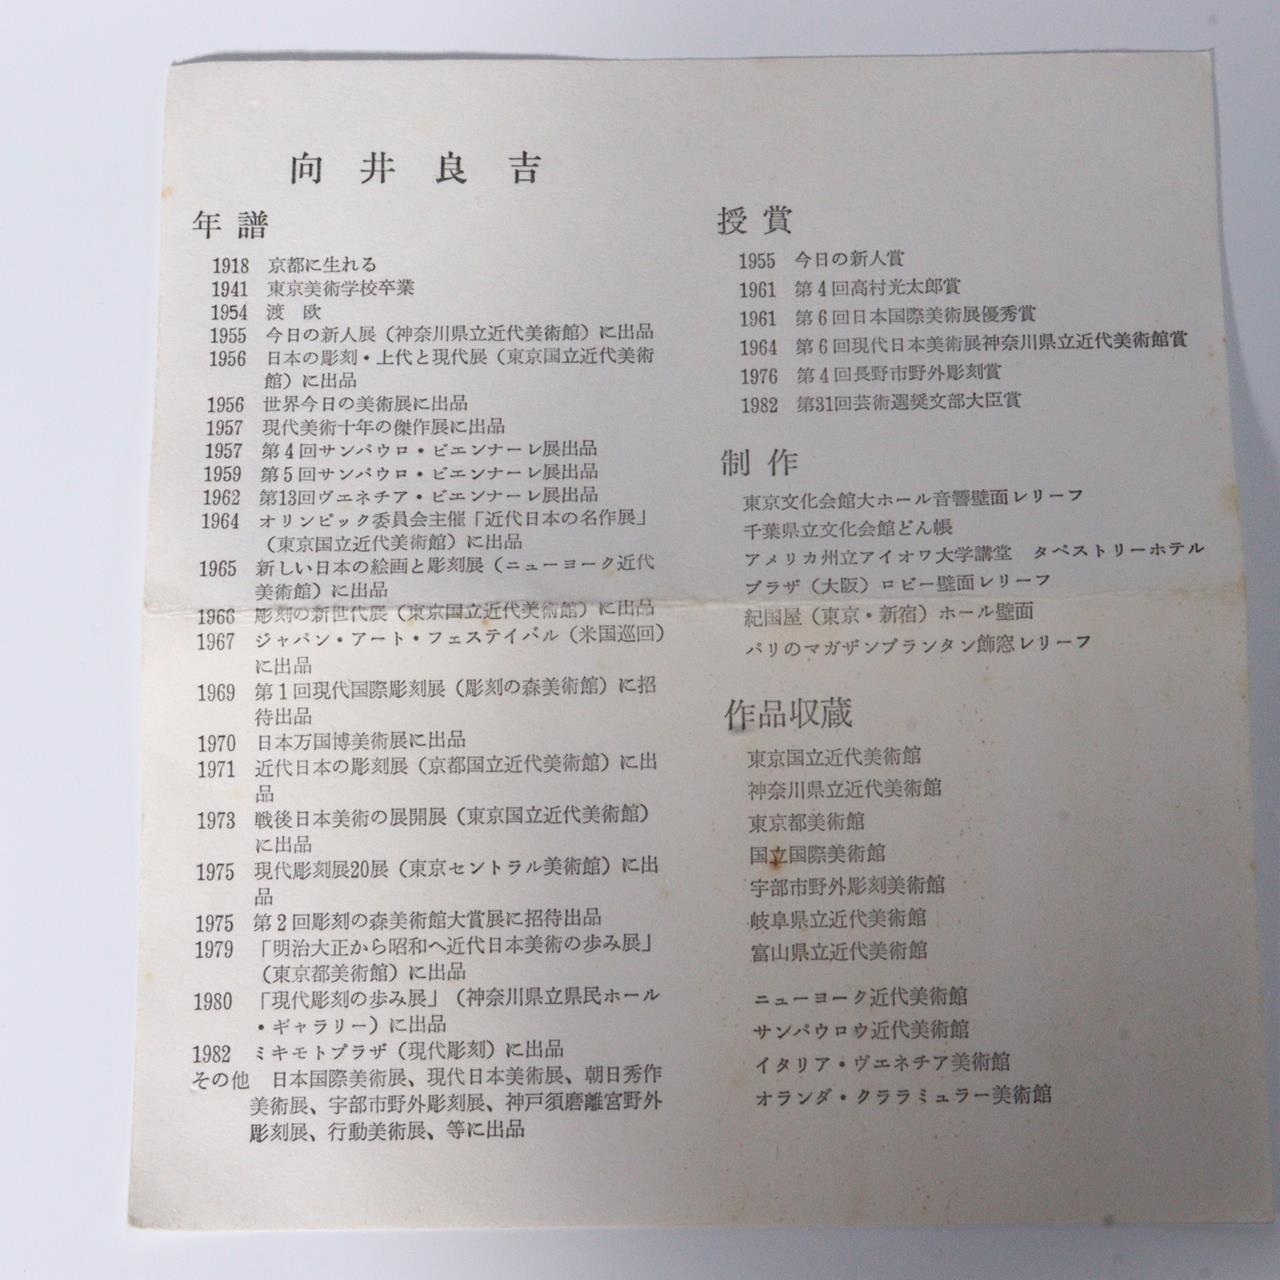 向井良吉
年譜
1918 京都に生れる
1941 東京美術学校卒業
1954 渡 欧
1955 今日の新人展（神奈川県立近代美術館）に出品
1956 日本の彫刻・上代と現代展（東京国立近代美術
館）に出品
1956 世界今日の美術展に出品
1957 現代美術十年の傑作展に出品
1957 第4回サンパウロ・ビエンナーレ展出品
1959 第5回サンパウロ・ビエンナーレ展出品
1962 第13回ヴエネチア・ビエンナーレ展出品
1964 オリンピック委員会主催「近代日本の名作展」
（東京国立近代美術館）に出品
1965 新しい日本の絵画と彫刻展（ニューヨーク近代
美術館）に出品
1966 彫刻の新世代展（東京国立近代美術館）に出品
1967 ジャパン・アート・フェステイバル（米国巡回）
に出品
1969 第1回現代国際彫刻展（彫刻の森美術館）に招
待出品
1970 日本万国博美術展に出品
1971 近代日本の彫刻展（京都国立近代美術館）に出
品
1973 戦後日本美術の展開展（東京国立近代美術館）
に出品
1975 現代彫刻展20展（東京セントラル美術館）に出
品
1975 第2回彫刻の森美術館大賞展に招待出品
1979 「明治大正から昭和へ近代日本美術の歩み展」
（東京都美術館）に出品
1980 「現代彫刻の歩み展」（神奈川県立県民ホール
・ギャラリー）に出品
1982 ミキモトプラザ（現代彫刻）に出品
その他 日本国際美術展、現代日本美術展、朝日秀作
美術展、宇部市野外彫刻展、神戸須磨離宮野外
彫刻展、行動美術展、等に出品
授賞
1955 今日の新人賞
1961 第4回高村光太郎賞
1961 第6回日本国際美術展優秀賞
1964 第6回現代日本美術展神奈川県立近代美術館賞
1976 第4回長野市野外彫刻賞
1982 第31回芸術選奨文部大臣賞
制作
東京文化会館大ホール音響壁面レリーフ
千葉県立文化会館どん帳
アメリカ州立アイオワ大学講堂 タペストリーホテル
プラザ（大阪）ロビー壁面レリーフ
紀国屋（東京・新宿）ホール壁面
パリのマガザンプランタン飾窓レリーフ
作品収蔵
東京国立近代美術館
神奈川県立近代美術館
東京都美術館
国立国際美術館
宇部市野外彫刻美術館
岐阜県立近代美術館
富山県立近代美術館
ニューヨーク近代美術館
サンパウロウ近代美術館
イタリア・ヴエネチア美術館
オランダ・クララミュラー美術館